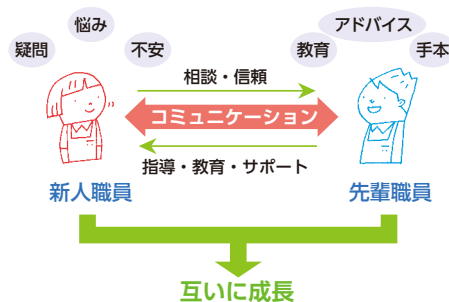 悩み
アドバイス
疑問
不安
教育
手本
相談・信頼
コミュニケーション
指導・教育・サポート
新人職員
先輩職員
互いに成長